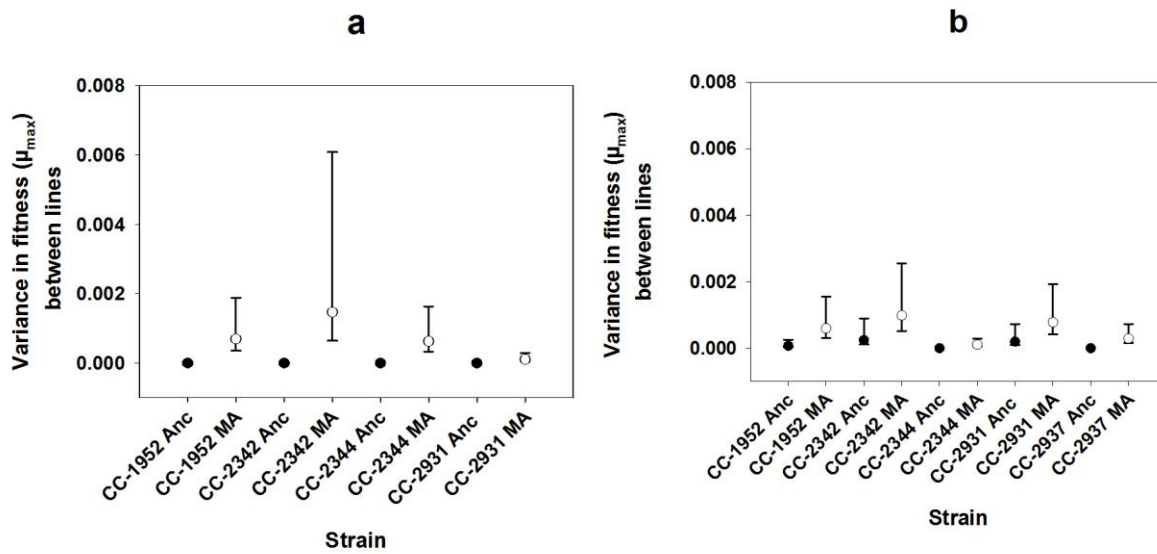 a
Variance in fitness (μmax)
between lines
0.008
0.006
0.004
0.002
0.000
CC-1952 Anc
CC-1952 MA
CC-2342 Anc
CC-2342 MA
CC-2344 Anc
CC-2344 MA
CC-2931 Anc
CC-2931 MA
Strain
b
Variance in fitness (μmax)
between lines
0.008
0.006
0.004
0.002
0.000
CC-1952 Anc
CC-1952 MA
CC-2342 Anc
CC-2342 MA
CC-2344 Anc
CC-2344 MA
CC-2931 Anc
CC-2931 MA
CC-2937 Anc
CC-2937 MA
Strain